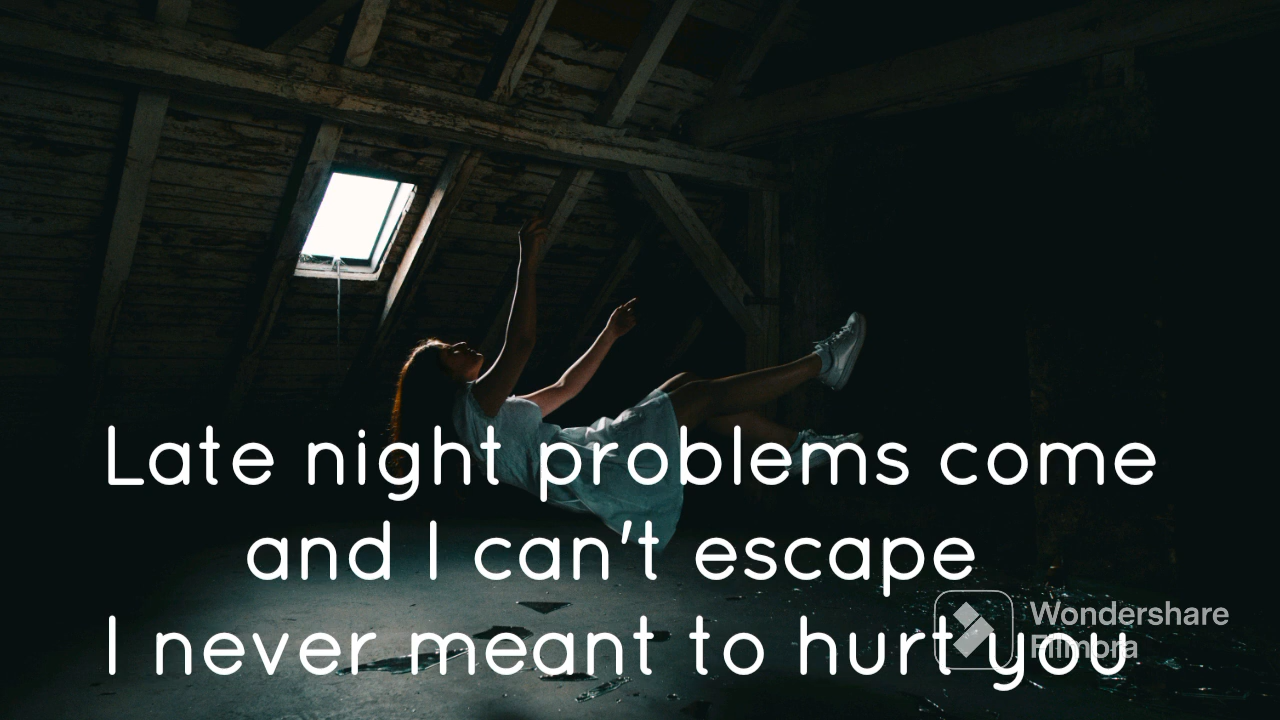 Late night problems come
and I can't escape
I never meant to hurt you
Wondershare
Filmora